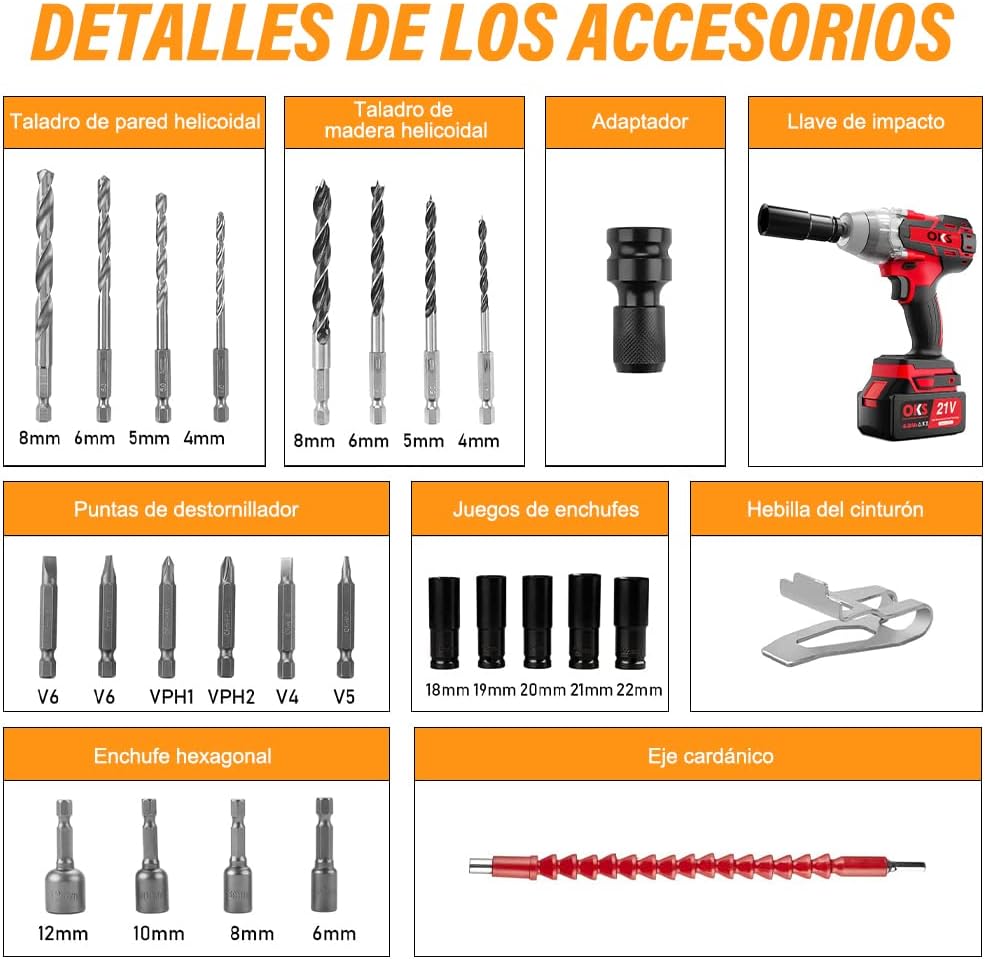 DETALLES DE LOS ACCESORIOS
Taladro de pared helicoidal
8mm 6mm 5mm 4mm
Taladro de
madera helicoidal
8mm 6mm 5mm 4mm
Adaptador
Llave de impacto
OKS
OKS 21V
Puntas de destornillador
V6 V6 VPH1 VPH2 V4 V5
Juegos de enchufes
18mm 19mm 20mm 21mm 22mm
Hebilla del cinturón
Enchufe hexagonal
12mm 10mm 8mm 6mm
Eje cardánico